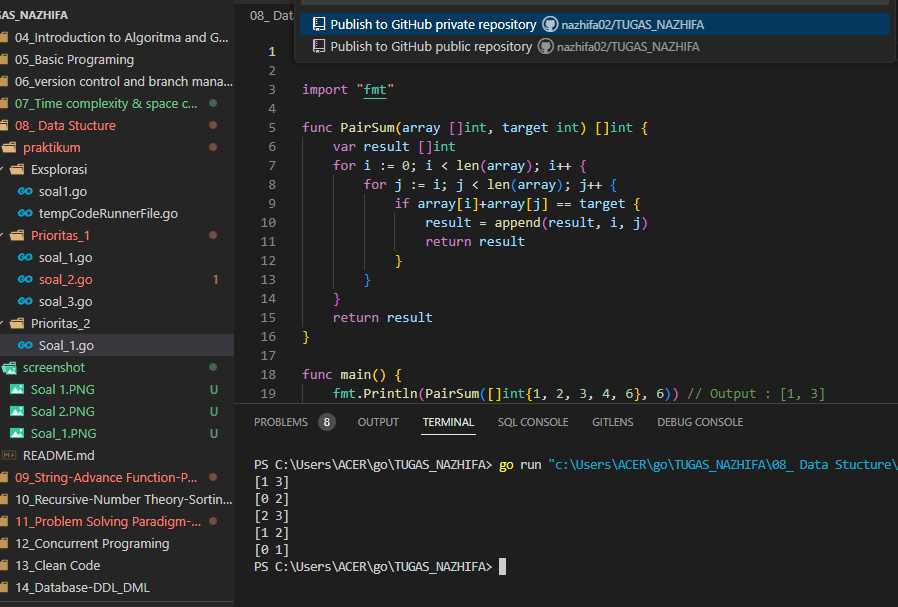 GAS_NAZHIFA
04_Introduction to Algoritma and G...
05_Basic Programing
06_version control and branch mana...
07_Time complexity & space c...
08_ Data Stucture
praktikum
Exsplorasi
soal1.go
tempCodeRunnerFile.go
Prioritas_1
soal_1.go
soal_2.go 1
soal_3.go
Prioritas_2
Soal_1.go
screenshot
Soal 1.PNG U
Soal 2.PNG U
Soal_1.PNG U
README.md
09_String-Advance Function-P...
10_Recursive-Number Theory-Sortin...
11_Problem Solving Paradigm-...
12_Concurrent Programing
13_Clean Code
14_Database-DDL_DML
08_ Dat
Publish to GitHub private repository nazhifa02/TUGAS_NAZHIFA
Publish to GitHub public repository nazhifa02/TUGAS_NAZHIFA
1
2
3 import "fmt"
4
5 func PairSum(array []int, target int) []int {
6 var result []int
7 for i := 0; i < len(array); i++ {
8 for j := i; j < len(array); j++ {
9 if array[i]+array[j] == target {
10 result = append(result, i, j)
11 return result
12 }
13 }
14 }
15 return result
16 }
17
18 func main() {
19 fmt.Println(PairSum([]int{1, 2, 3, 4, 6}, 6)) // Output : [1, 3]
PROBLEMS 8 OUTPUT TERMINAL SQL CONSOLE GITLENS DEBUG CONSOLE
PS C:\Users\ACER\go\TUGAS_NAZHIFA> go run "c:\Users\ACER\go\TUGAS_NAZHIFA\08_ Data Stucture\
[1 3]
[0 2]
[2 3]
[1 2]
[0 1]
PS C:\Users\ACER\go\TUGAS_NAZHIFA>